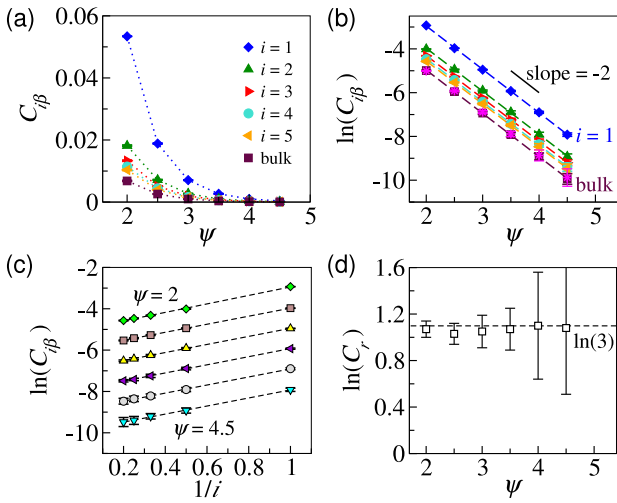 (a)
0.06
0.04
0.02
0
C_{iβ}
i = 1
i = 2
i = 3
i = 4
i = 5
bulk
2 3 4 5
ψ
(b)
-4
-6
-8
-10
ln(C_{iβ})
slope = -2
i = 1
bulk
2 3 4 5
ψ
(c)
-2
-4
-6
-8
-10
ln(C_{iβ})
ψ = 2
ψ = 4.5
0.2 0.4 0.6 0.8 1
1/i
(d)
1.6
1.2
0.8
0.4
0
ln(C_r)
ln(3)
2 3 4 5
ψ